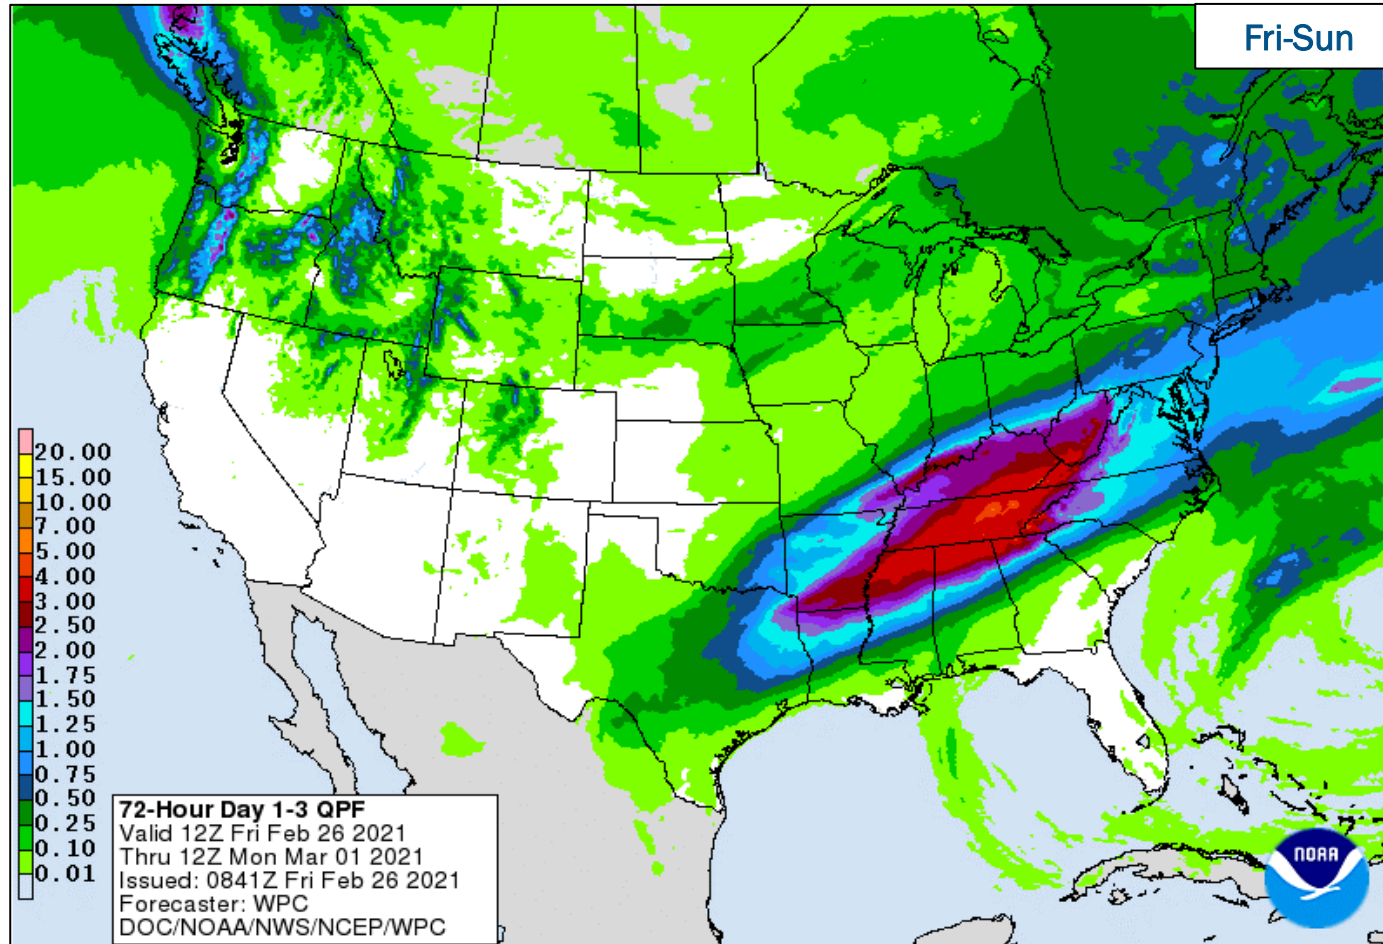 Fri-Sun
20.00
15.00
10.00
7.00
5.00
4.00
3.00
2.50
2.00
1.75
1.50
1.25
1.00
0.75
0.50
0.25
0.10
0.01
72-Hour Day 1-3 QPF
Valid 12Z Fri Feb 26 2021
Thru 12Z Mon Mar 01 2021
Issued: 0841Z Fri Feb 26 2021
Forecaster: WPC
DOC/NOAA/NWS/NCEP/WPC
NOAA